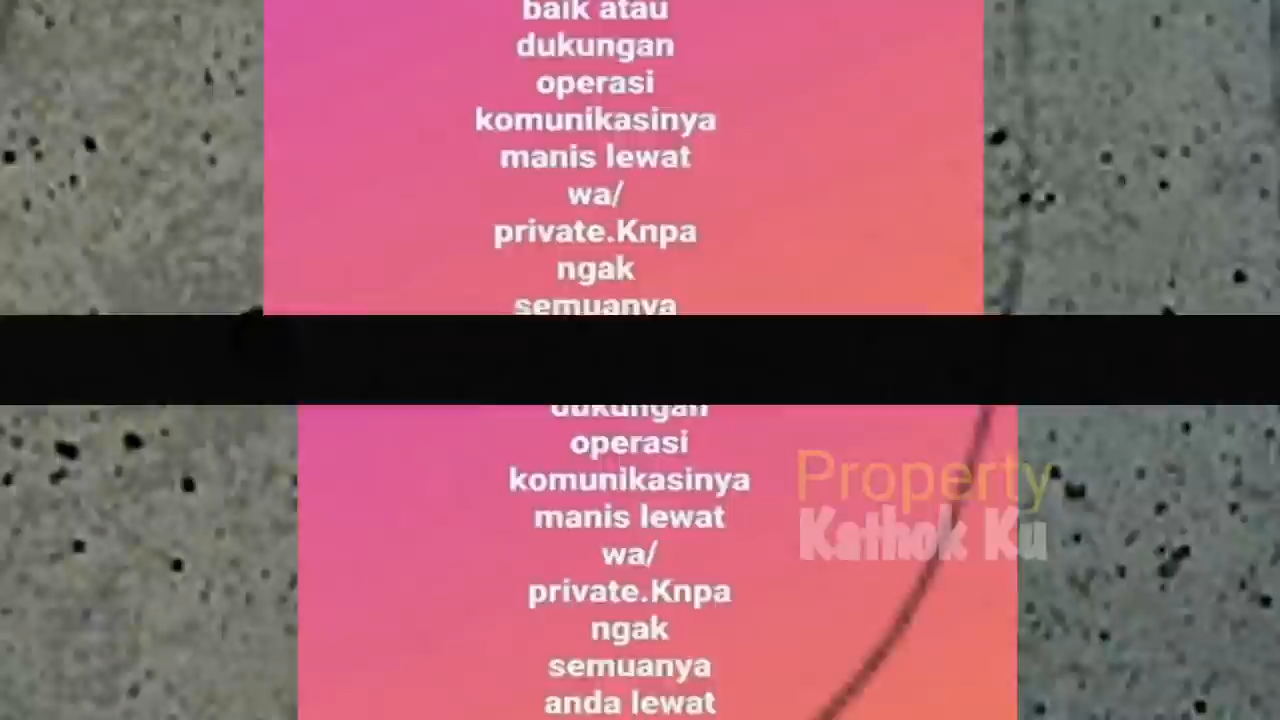 baik atau
dukungan
operasi
komunikasinya
manis lewat
wa/
private.Knpa
ngak
semuanya
dukungan
operasi
komunikasinya
manis lewat
wa/
private.Knpa
ngak
semuanya
anda lewat
Property
Kathok Ku